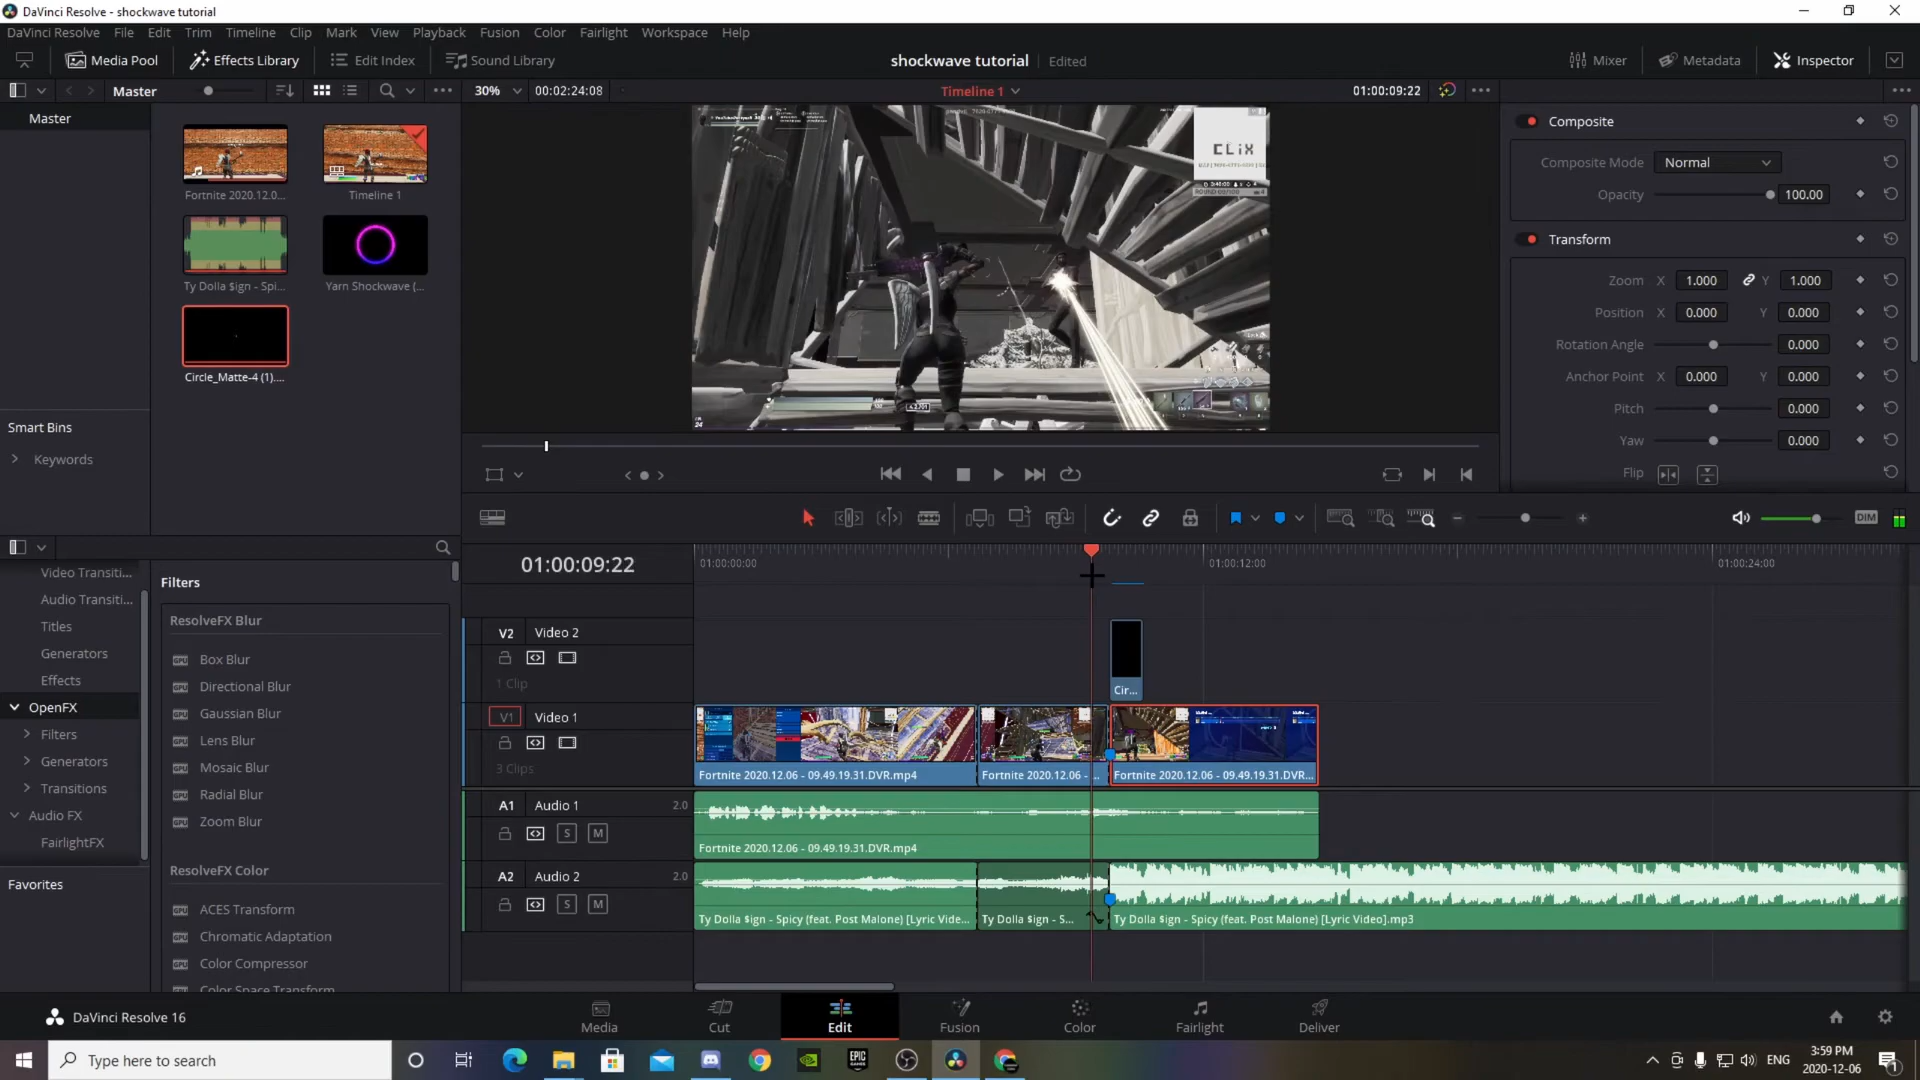 DaVinci Resolve - shockwave tutorial
DaVinci Resolve File Edit Trim Timeline Clip Mark View Playback Fusion Color Fairlight Workspace Help
Media Pool Effects Library Edit Index Sound Library shockwave tutorial Edited Mixer Metadata Inspector
Master 30% 00:02:24:08 Timeline 1 01:00:09:22
Master
Fortnite 2020.12.0... Timeline 1
Ty Dolla $ign - Spi... Yarn Shockwave (...
Circle_Matte-4 (1)....
Smart Bins
Keywords
CLIX
Composite
Composite Mode Normal
Opacity 100.00
Transform
Zoom X 1.000 Y 1.000
Position X 0.000 Y 0.000
Rotation Angle 0.000
Anchor Point X 0.000 Y 0.000
Pitch 0.000
Yaw 0.000
Flip
DIM
Video Transiti...
Audio Transiti...
Titles
Generators
Effects
OpenFX
Filters
Generators
Transitions
Audio FX
FairlightFX
Favorites
Filters
ResolveFX Blur
Box Blur
Directional Blur
Gaussian Blur
Lens Blur
Mosaic Blur
Radial Blur
Zoom Blur
ResolveFX Color
ACES Transform
Chromatic Adaptation
Color Compressor
Color Space Transform
01:00:09:22 01:00:00:00 01:00:12:00 01:00:24:00
V2 Video 2
1 Clip
Cir...
V1 Video 1
3 Clips
Fortnite 2020.12.06 - 09.49.19.31.DVR.mp4 Fortnite 2020.12.06 - ... Fortnite 2020.12.06 - 09.49.19.31.DVR...
A1 Audio 1 2.0
S M
Fortnite 2020.12.06 - 09.49.19.31.DVR.mp4
A2 Audio 2 2.0
S M
Ty Dolla $ign - Spicy (feat. Post Malone) [Lyric Vide... Ty Dolla $ign - S... Ty Dolla $ign - Spicy (feat. Post Malone) [Lyric Video].mp3
DaVinci Resolve 16
Media Cut Edit Fusion Color Fairlight Deliver
Type here to search
EPIC GAMES
ENG
3:59 PM
2020-12-06
1